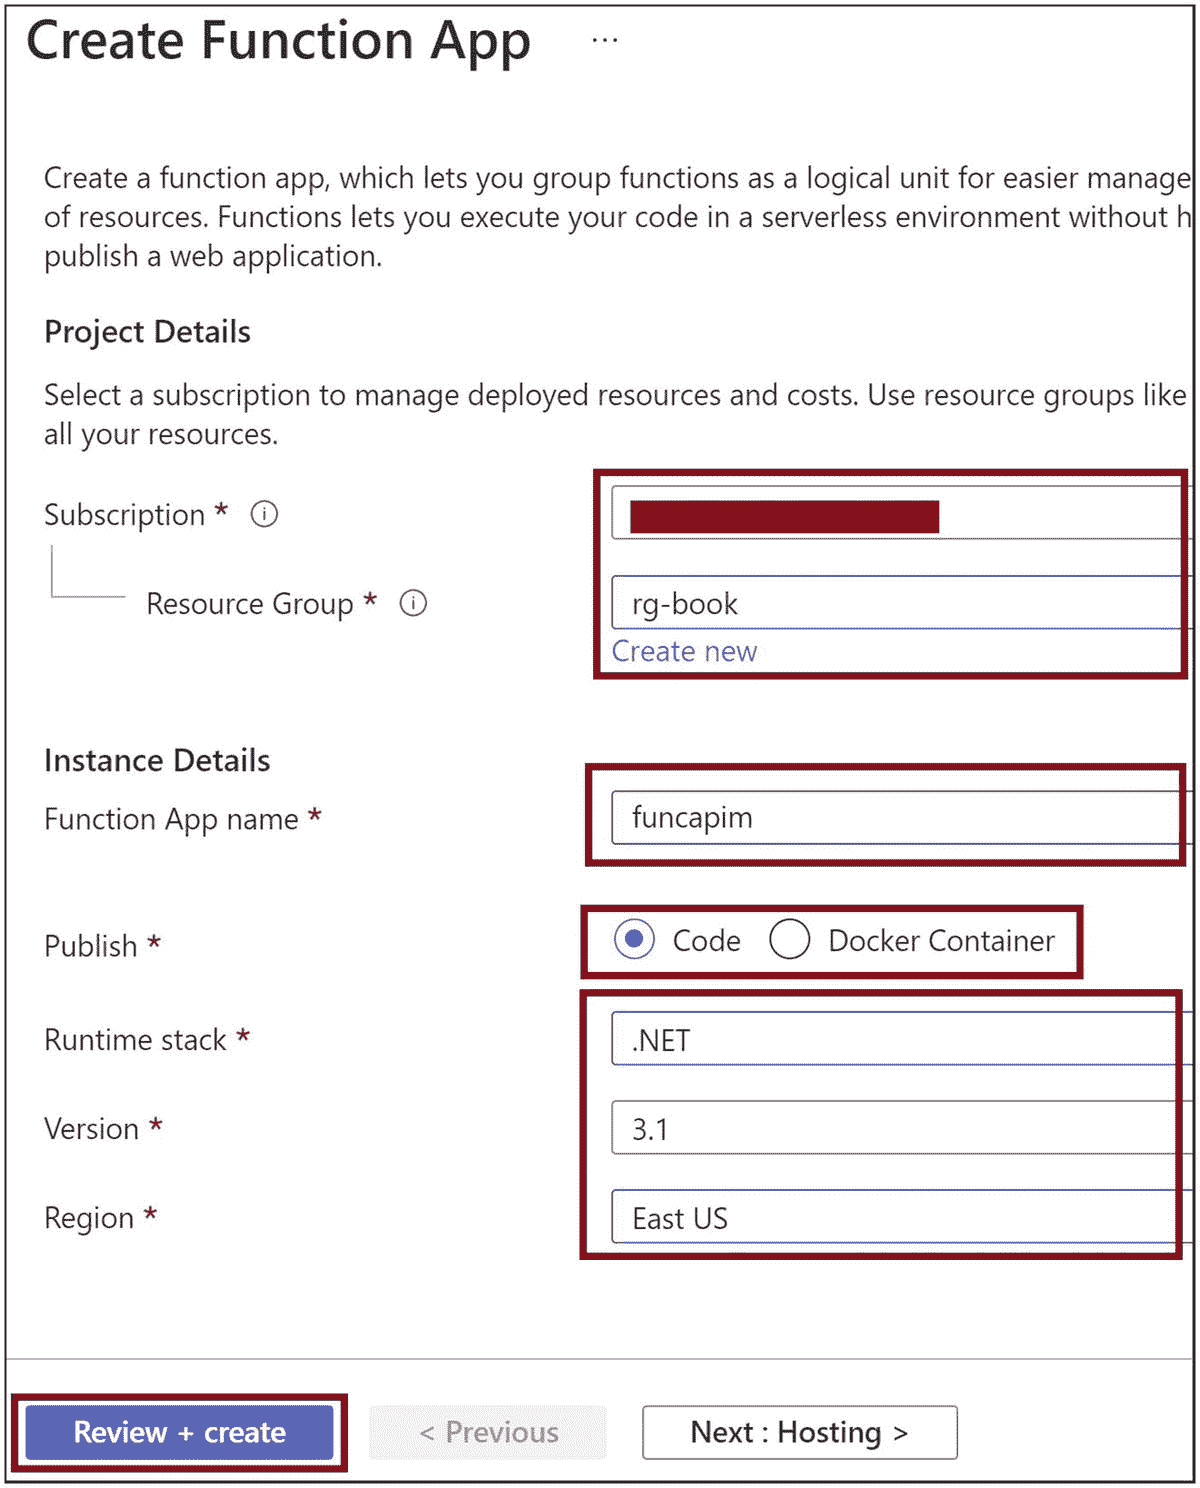 Create Function App ...
Create a function app, which lets you group functions as a logical unit for easier manage
of resources. Functions lets you execute your code in a serverless environment without h
publish a web application.
Project Details
Select a subscription to manage deployed resources and costs. Use resource groups like
all your resources.
Subscription *
Resource Group * rg-book
Create new
Instance Details
Function App name * funcapim
Publish * Code Docker Container
Runtime stack * .NET
Version * 3.1
Region * East US
Review + create < Previous Next : Hosting >